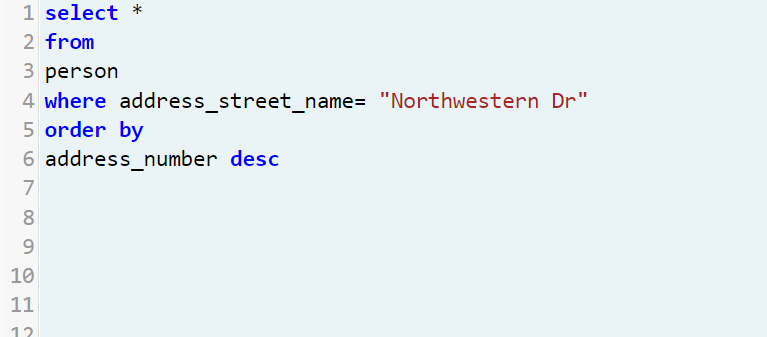 1 select *
2 from
3 person
4 where address_street_name= "Northwestern Dr"
5 order by
6 address_number desc
7
8
9
10
11
12